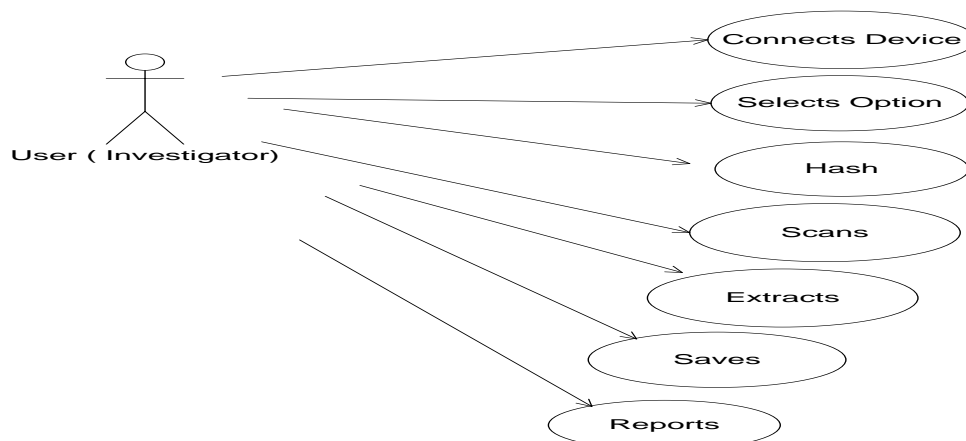 Connects Device
Selects Option
User ( Investigator)
Hash
Scans
Extracts
Saves
Reports